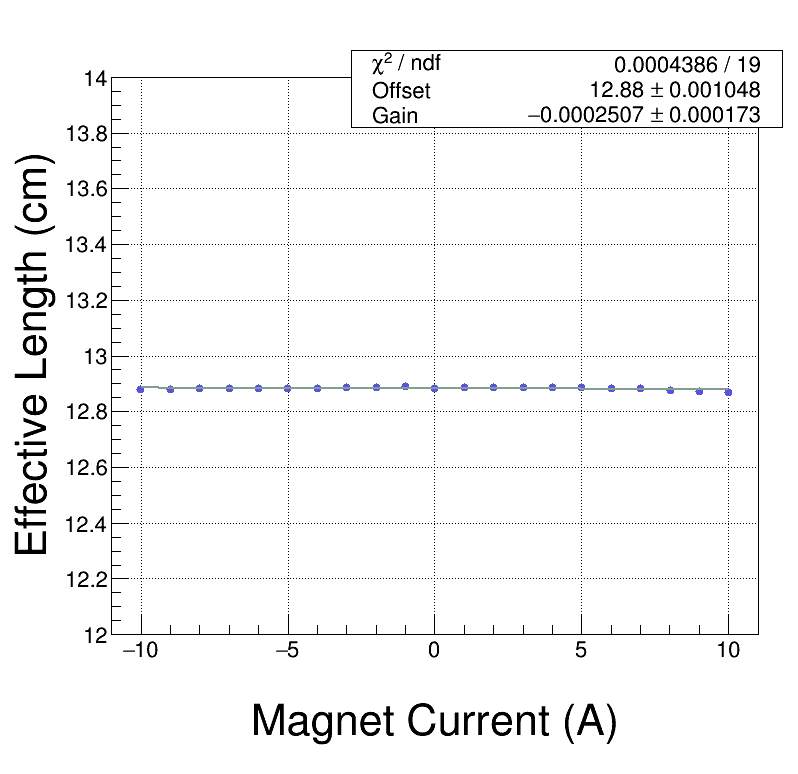 χ² / ndf 0.0004386 / 19
Offset 12.88 ± 0.001048
Gain −0.0002507 ± 0.000173
14
13.8
13.6
13.4
13.2
13
12.8
12.6
12.4
12.2
12
Effective Length (cm)
−10 −5 0 5 10
Magnet Current (A)